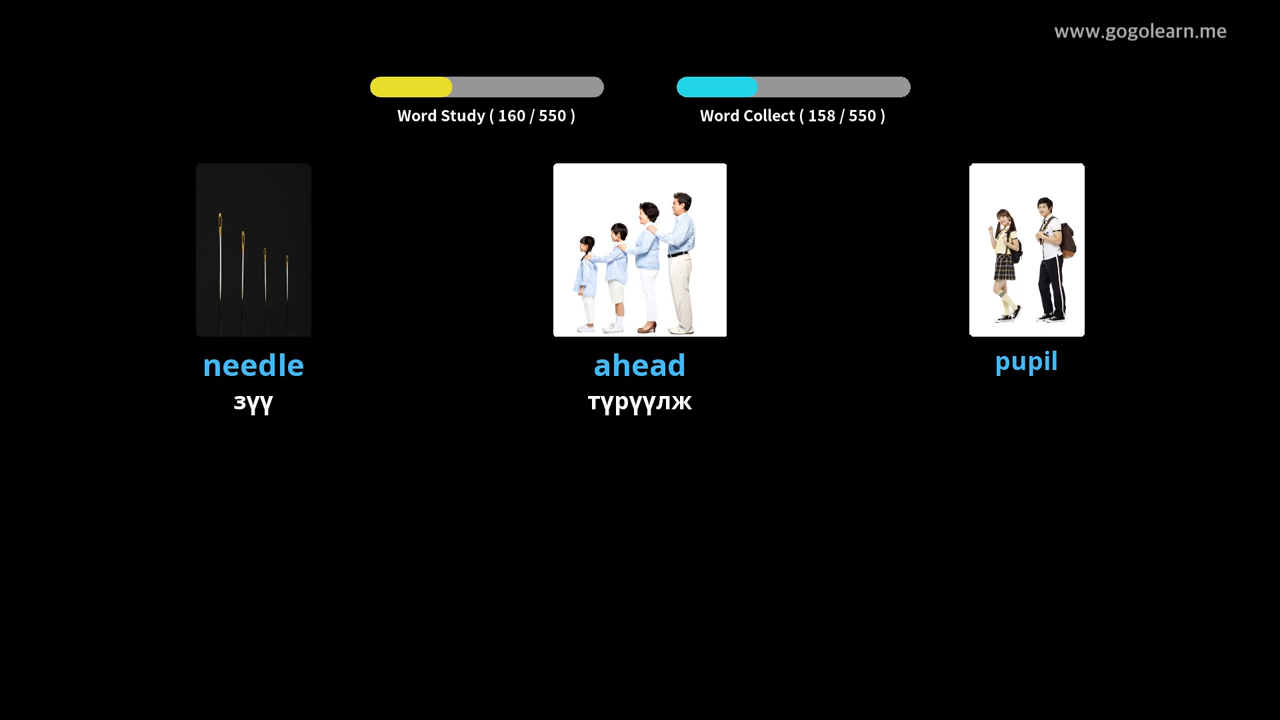 www.gogolearn.me
Word Study ( 160 / 550 )
Word Collect ( 158 / 550 )
needle
зүү
ahead
түрүүлж
pupil